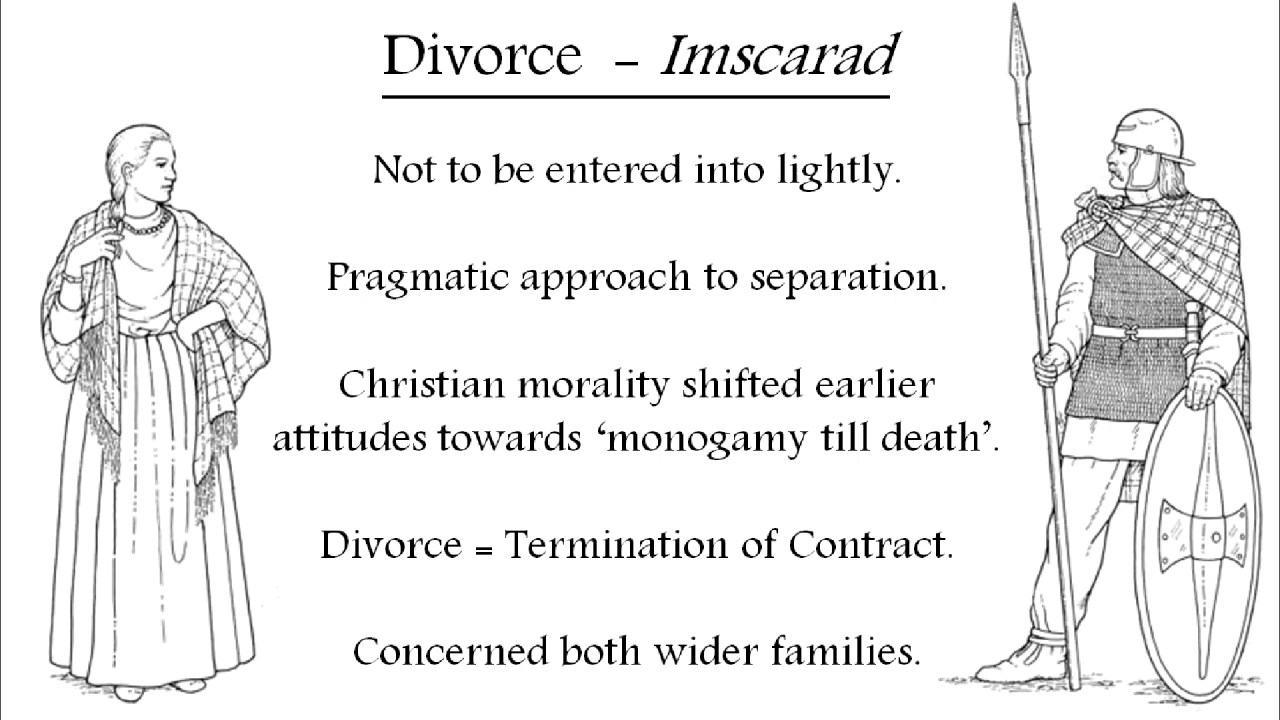 Divorce – Imscarad
Not to be entered into lightly.
Pragmatic approach to separation.
Christian morality shifted earlier
attitudes towards ‘monogamy till death’.
Divorce = Termination of Contract.
Concerned both wider families.